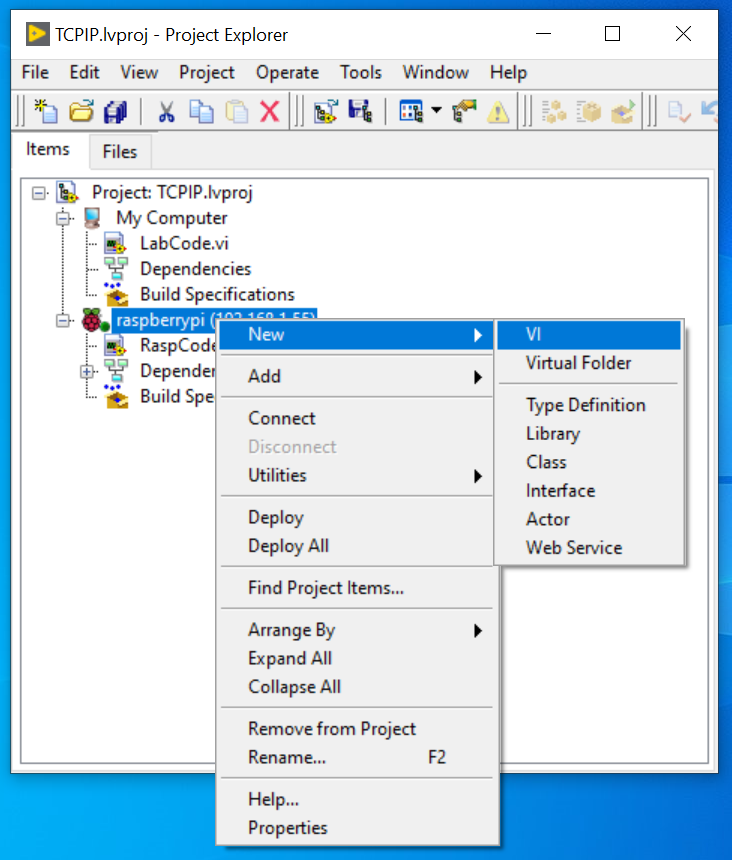 TCPIP.lvproj - Project Explorer
File Edit View Project Operate Tools Window Help
Items Files
Project: TCPIP.lvproj
My Computer
LabCode.vi
Dependencies
Build Specifications
raspberrypi (192.168.1.55)
RaspCode
Depender
Build Spe
New
Add
Connect
Disconnect
Utilities
Deploy
Deploy All
Find Project Items...
Arrange By
Expand All
Collapse All
Remove from Project
Rename... F2
Help...
Properties
VI
Virtual Folder
Type Definition
Library
Class
Interface
Actor
Web Service